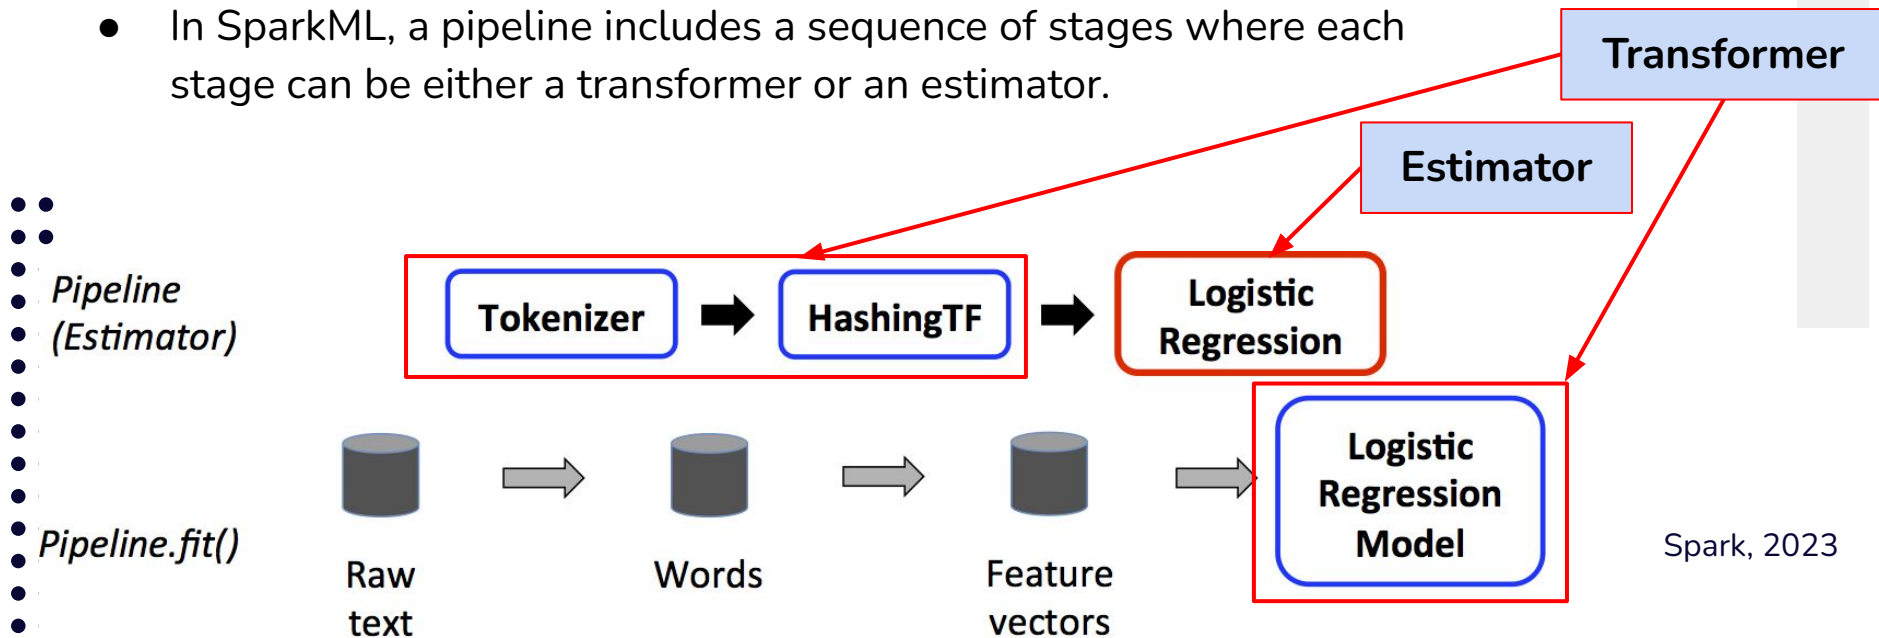 ● In SparkML, a pipeline includes a sequence of stages where each
stage can be either a transformer or an estimator.
Transformer
Estimator
Pipeline
(Estimator)
Tokenizer
HashingTF
Logistic
Regression
Pipeline.fit()
Raw
text
Words
Feature
vectors
Logistic
Regression
Model
Spark, 2023